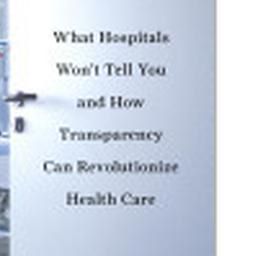 What Hospitals
Won't Tell You
and How
Transparency
Can Revolutionize
Health Care